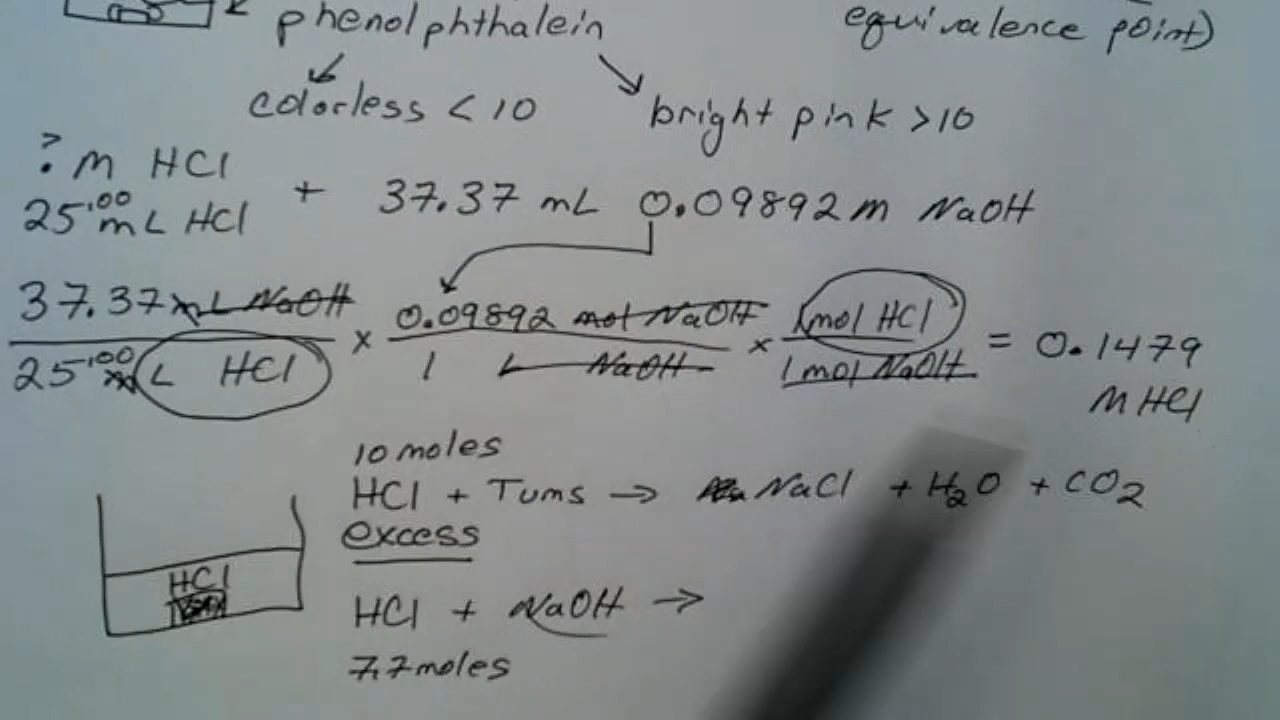 phenolphthalein
equivalence point)
colorless < 10
bright pink > 10
? M HCl
25.00 mL HCl + 37.37 mL 0.09892 M NaOH
37.37 mL NaOH / 25.00 mL HCl × 0.09892 mol NaOH / 1 L NaOH × 1 mol HCl / 1 mol NaOH = 0.1479
M HCl
10 moles
HCl + Tums → NaCl + H₂O + CO₂
excess
HCl
HCl + NaOH →
7.7 moles